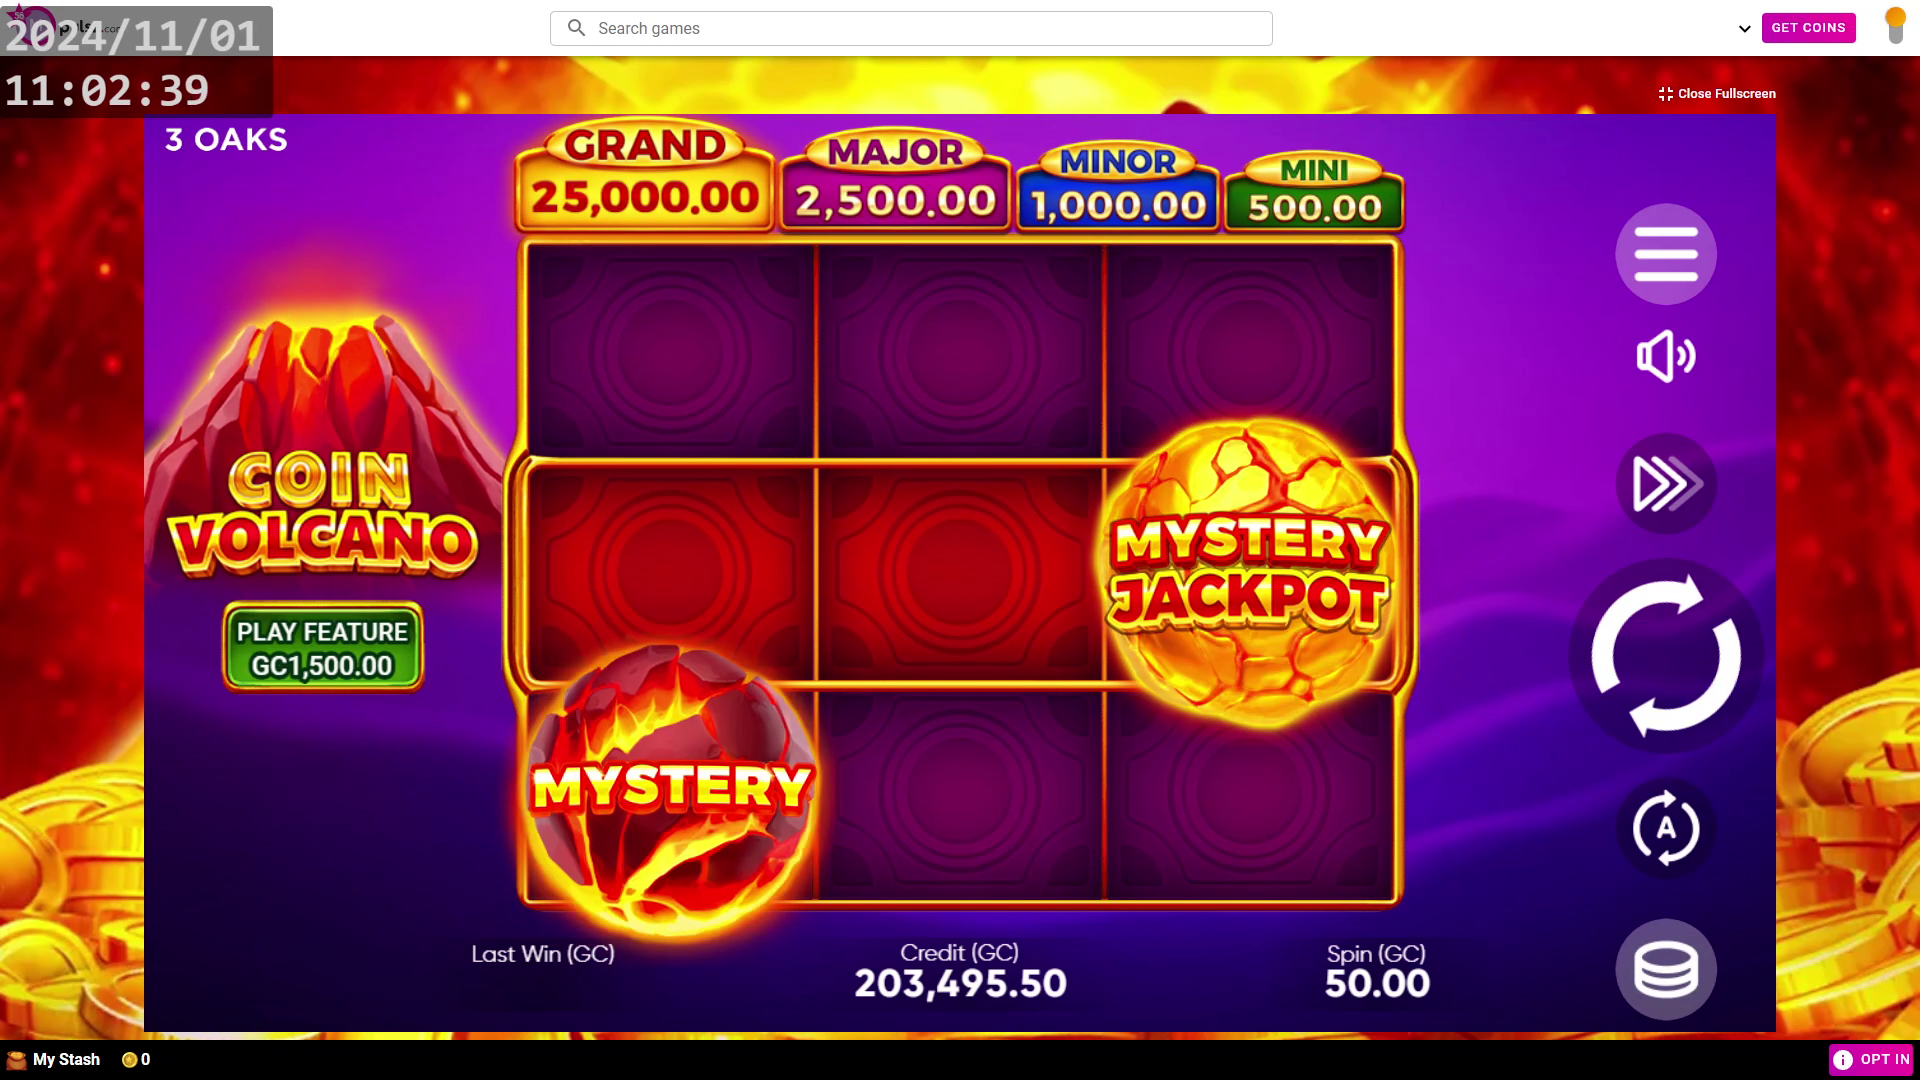 2024/11/01
11:02:39
Search games
GET COINS
Close Fullscreen
3 OAKS
GRAND
25,000.00
MAJOR
2,500.00
MINOR
1,000.00
MINI
500.00
COIN
VOLCANO
PLAY FEATURE
GC1,500.00
MYSTERY
JACKPOT
MYSTERY
A
Last Win (GC)
Credit (GC)
203,495.50
Spin (GC)
50.00
My Stash
0
OPT IN